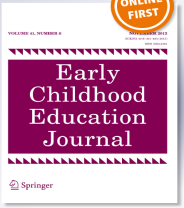 ONLINE
FIRST
VOLUME 41, NUMBER 6
NOVEMBER 2013
Early
Childhood
Education
Journal
Springer